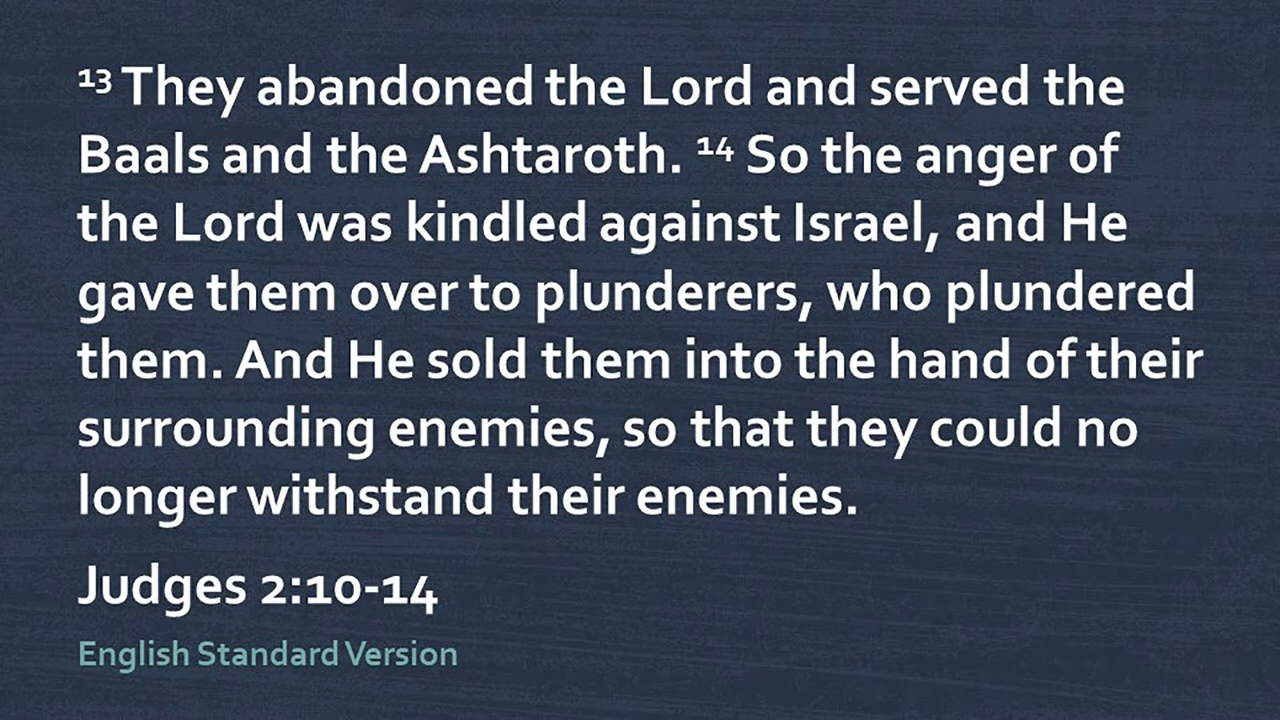 ¹³ They abandoned the Lord and served the
Baals and the Ashtaroth. ¹⁴ So the anger of
the Lord was kindled against Israel, and He
gave them over to plunderers, who plundered
them. And He sold them into the hand of their
surrounding enemies, so that they could no
longer withstand their enemies.
Judges 2:10-14
English Standard Version